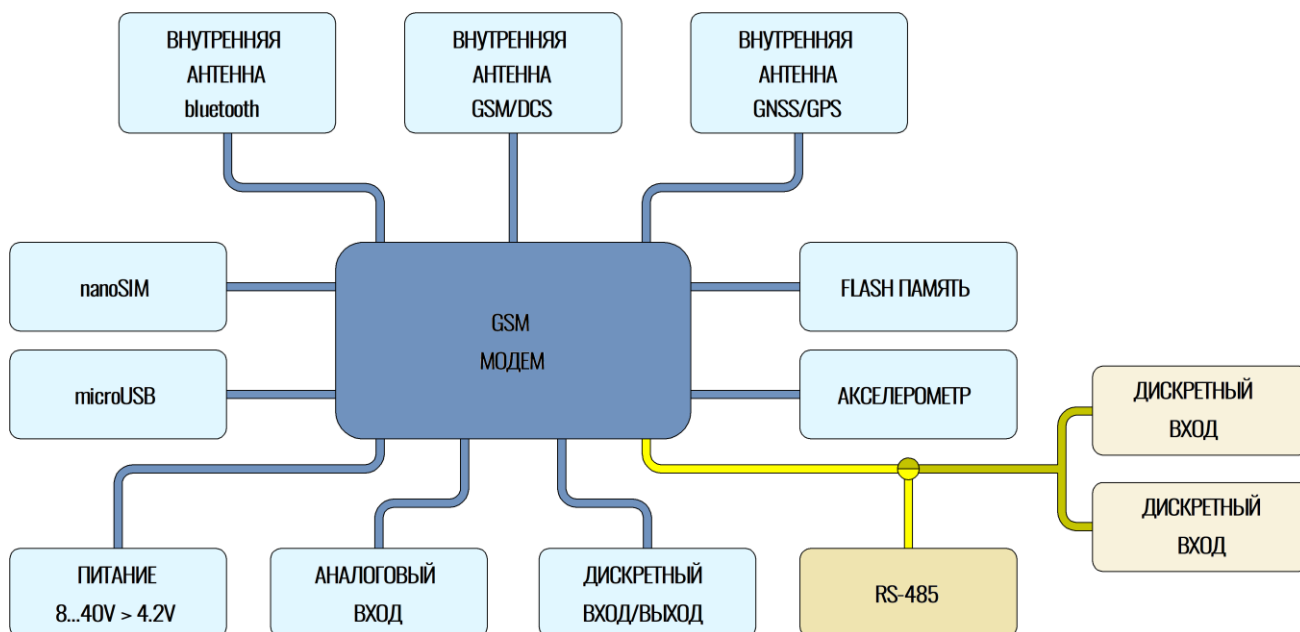 ВНУТРЕННЯЯ
АНТЕННА
bluetooth
ВНУТРЕННЯЯ
АНТЕННА
GSM/DCS
ВНУТРЕННЯЯ
АНТЕННА
GNSS/GPS
nanoSIM
GSM
МОДЕМ
FLASH ПАМЯТЬ
microUSB
АКСЕЛЕРОМЕТР
ДИСКРЕТНЫЙ
ВХОД
ДИСКРЕТНЫЙ
ВХОД
ПИТАНИЕ
8...40V > 4.2V
АНАЛОГОВЫЙ
ВХОД
ДИСКРЕТНЫЙ
ВХОД/ВЫХОД
RS-485